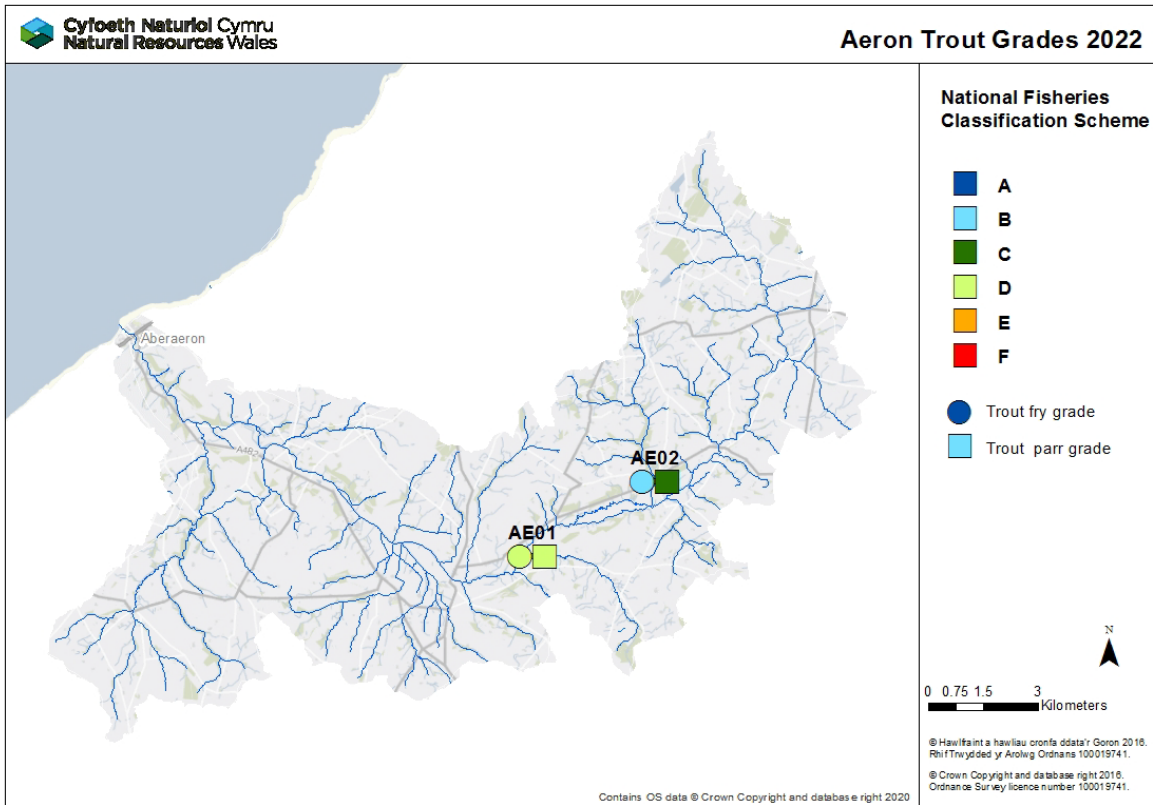 Cyfoeth Naturiol Cymru
Natural Resources Wales
Aeron Trout Grades 2022
National Fisheries
Classification Scheme
A
B
C
D
E
F
Trout fry grade
Trout parr grade
Aberaeron
A482
AE02
AE01
N
0 0.75 1.5 3
Kilometers
© Hawlfraint a hawliau cronfa ddata'r Goron 2016.
Rhif Trwydded yr Arolwg Ordnans 100019741.
© Crown Copyright and database right 2016.
Ordnance Survey licence number 100019741.
Contains OS data © Crown Copyright and database right 2020